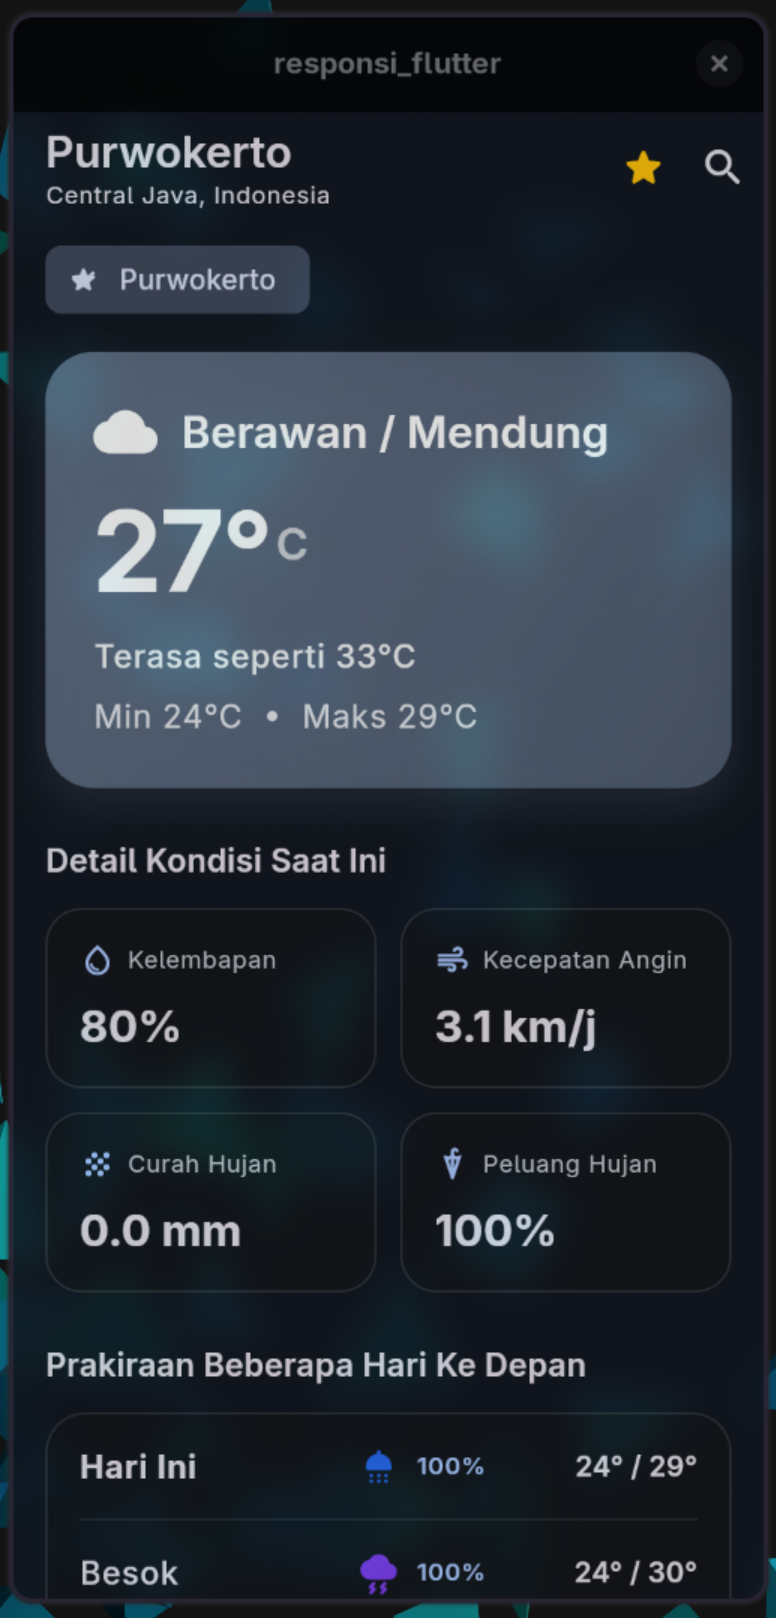 responsi_flutter
Purwokerto
Central Java, Indonesia
Purwokerto
Berawan / Mendung
27°C
Terasa seperti 33°C
Min 24°C • Maks 29°C
Detail Kondisi Saat Ini
Kelembapan
80%
Kecepatan Angin
3.1 km/j
Curah Hujan
0.0 mm
Peluang Hujan
100%
Prakiraan Beberapa Hari Ke Depan
Hari Ini 100% 24° / 29°
Besok 100% 24° / 30°